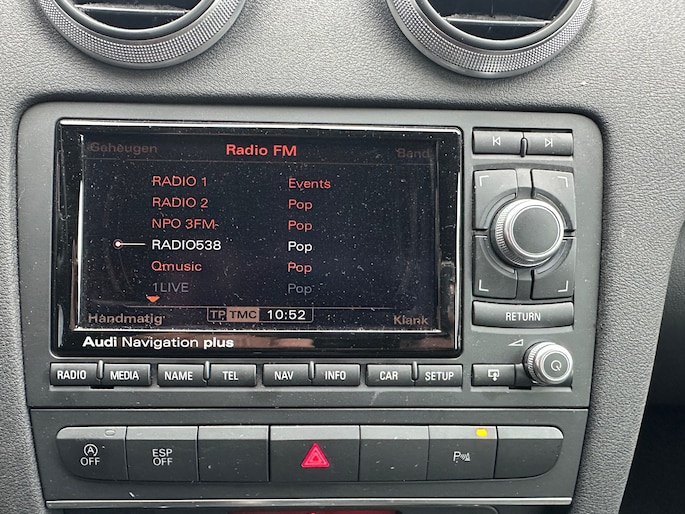 Geheugen Radio FM Band
RADIO 1 Events
RADIO 2 Pop
NPO 3FM- Pop
RADIO538 Pop
Qmusic Pop
1LIVE Pop
Handmatig TP TMC 10:52 Klank
Audi Navigation plus
RETURN
RADIO MEDIA NAME TEL NAV INFO CAR SETUP
A OFF ESP OFF P